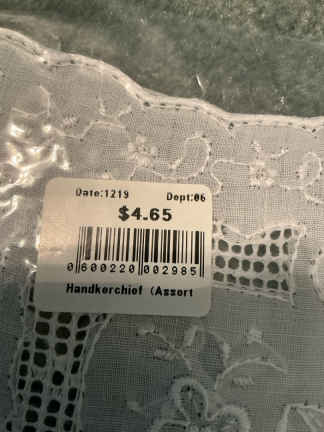 Date:1219 Dept:06
$4.65
0 600220 002985
Handkerchief (Assort